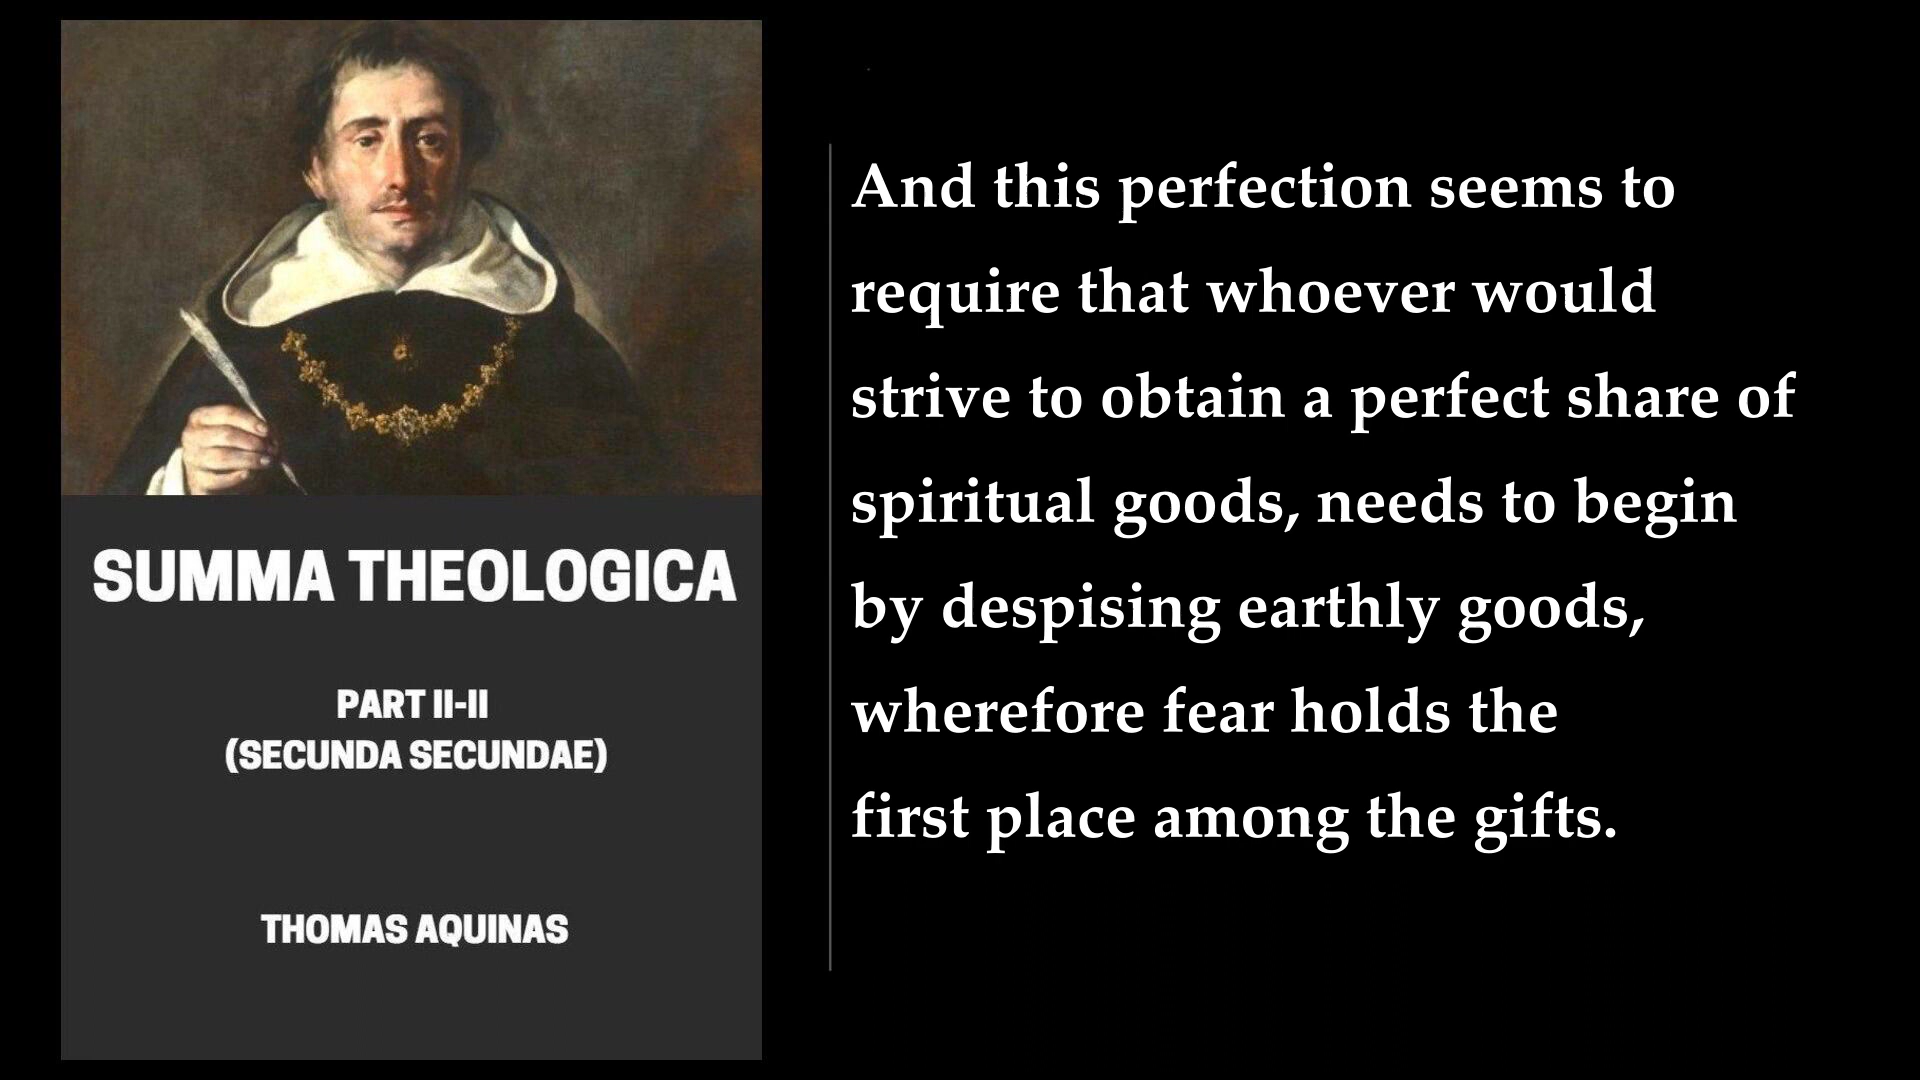 SUMMA THEOLOGICA
PART II-II
(SECUNDA SECUNDAE)
THOMAS AQUINAS
And this perfection seems to
require that whoever would
strive to obtain a perfect share of
spiritual goods, needs to begin
by despising earthly goods,
wherefore fear holds the
first place among the gifts.